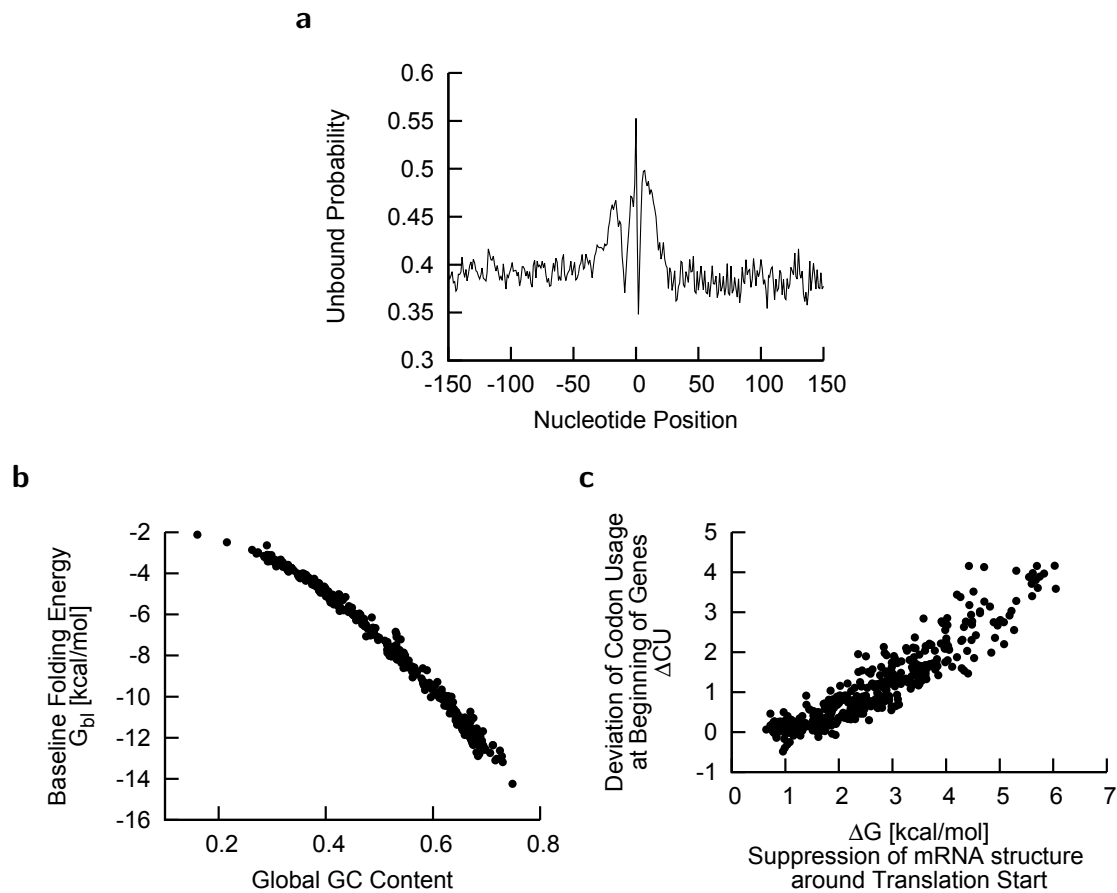 a
0.6
0.55
0.5
0.45
0.4
0.35
0.3
Unbound Probability
-150 -100 -50 0 50 100 150
Nucleotide Position
b
-2
-4
-6
-8
-10
-12
-14
-16
Baseline Folding Energy
Gbl [kcal/mol]
0.2 0.4 0.6 0.8
Global GC Content
c
5
4
3
2
1
0
-1
Deviation of Codon Usage
at Beginning of Genes
ΔCU
0 1 2 3 4 5 6 7
ΔG [kcal/mol]
Suppression of mRNA structure
around Translation Start